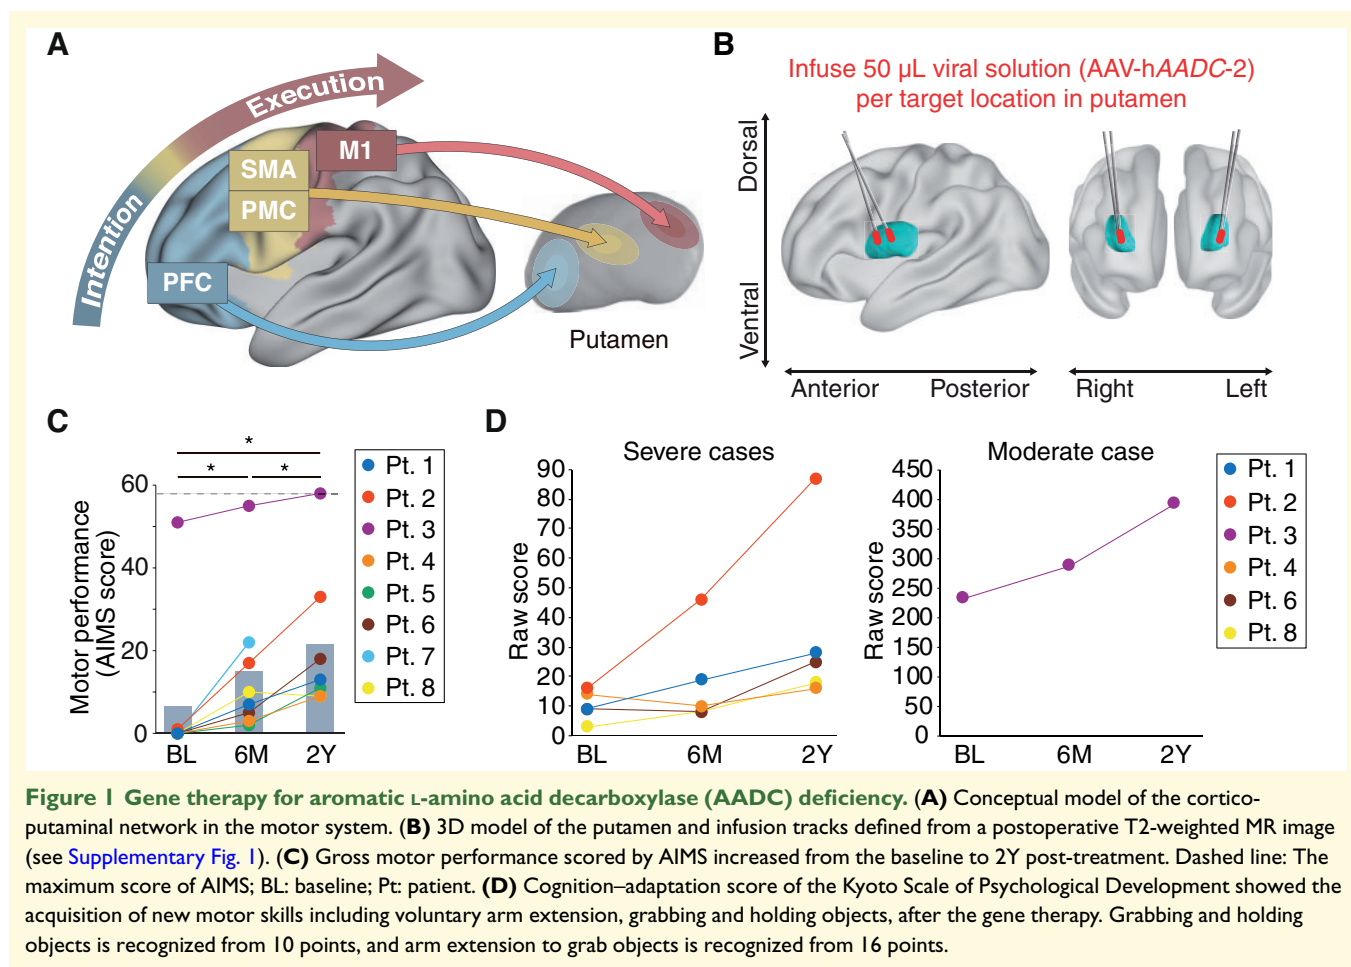 A
Execution
Intention
SMA
PMC
M1
PFC
Putamen
B
Infuse 50 µL viral solution (AAV-hAADC-2)
per target location in putamen
Dorsal
Ventral
Anterior
Posterior
Right
Left
C
*
*
*
Motor performance
(AIMS score)
60
40
20
0
BL
6M
2Y
Pt. 1
Pt. 2
Pt. 3
Pt. 4
Pt. 5
Pt. 6
Pt. 7
Pt. 8
D
Severe cases
Raw score
90
80
70
60
50
40
30
20
10
0
BL
6M
2Y
Moderate case
Raw score
450
400
350
300
250
200
150
100
50
0
BL
6M
2Y
Pt. 1
Pt. 2
Pt. 3
Pt. 4
Pt. 6
Pt. 8
Figure 1 Gene therapy for aromatic L-amino acid decarboxylase (AADC) deficiency. (A) Conceptual model of the cortico-
putaminal network in the motor system. (B) 3D model of the putamen and infusion tracks defined from a postoperative T2-weighted MR image
(see Supplementary Fig. 1). (C) Gross motor performance scored by AIMS increased from the baseline to 2Y post-treatment. Dashed line: The
maximum score of AIMS; BL: baseline; Pt: patient. (D) Cognition–adaptation score of the Kyoto Scale of Psychological Development showed the
acquisition of new motor skills including voluntary arm extension, grabbing and holding objects, after the gene therapy. Grabbing and holding
objects is recognized from 10 points, and arm extension to grab objects is recognized from 16 points.